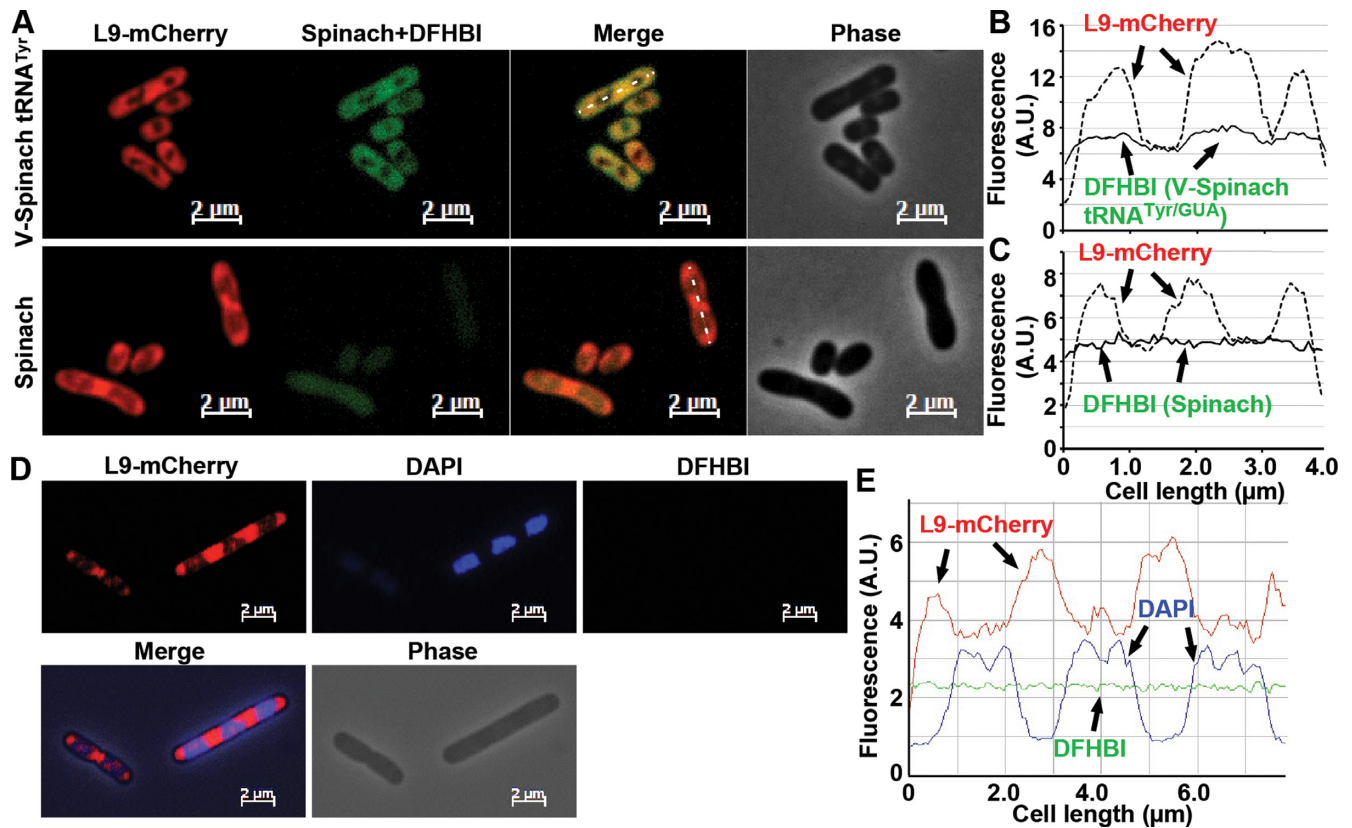 A
L9-mCherry
Spinach+DFHBI
Merge
Phase
V-Spinach tRNATyr
2 µm
2 µm
2 µm
2 µm
Spinach
2 µm
2 µm
2 µm
2 µm
B
16
12
8
4
0
Fluorescence
(A.U.)
L9-mCherry
DFHBI (V-Spinach
tRNATyr/GUA)
C
8
6
4
2
0
Fluorescence
(A.U.)
L9-mCherry
DFHBI (Spinach)
0
1.0
2.0
3.0
4.0
Cell length (µm)
D
L9-mCherry
DAPI
DFHBI
2 µm
2 µm
2 µm
Merge
Phase
2 µm
2 µm
E
Fluorescence (A.U.)
6
4
2
0
L9-mCherry
DAPI
DFHBI
0
2.0
4.0
6.0
Cell length (µm)